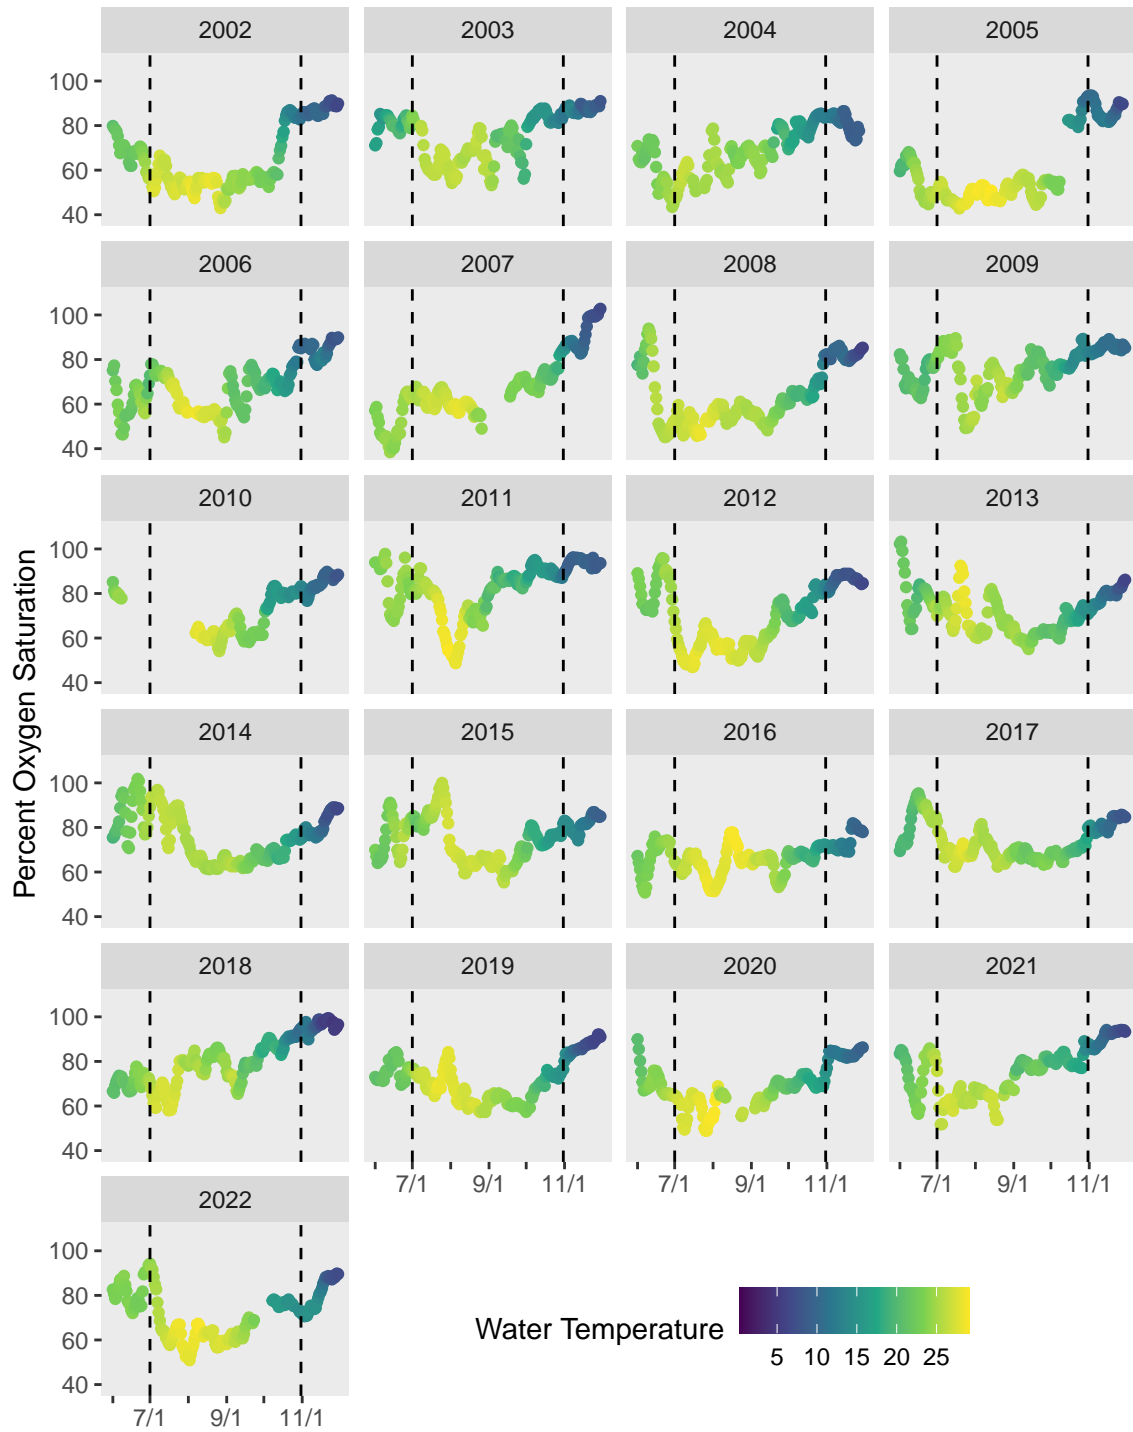 2002 2003 2004 2005
100
80
60
40
2006 2007 2008 2009
100
80
60
40
2010 2011 2012 2013
100
80
60
40
Percent Oxygen Saturation
2014 2015 2016 2017
100
80
60
40
2018 2019 2020 2021
100
80
60
40
7/1 9/1 11/1 7/1 9/1 11/1 7/1 9/1 11/1
2022
100
80
60
40
7/1 9/1 11/1
Water Temperature
5 10 15 20 25